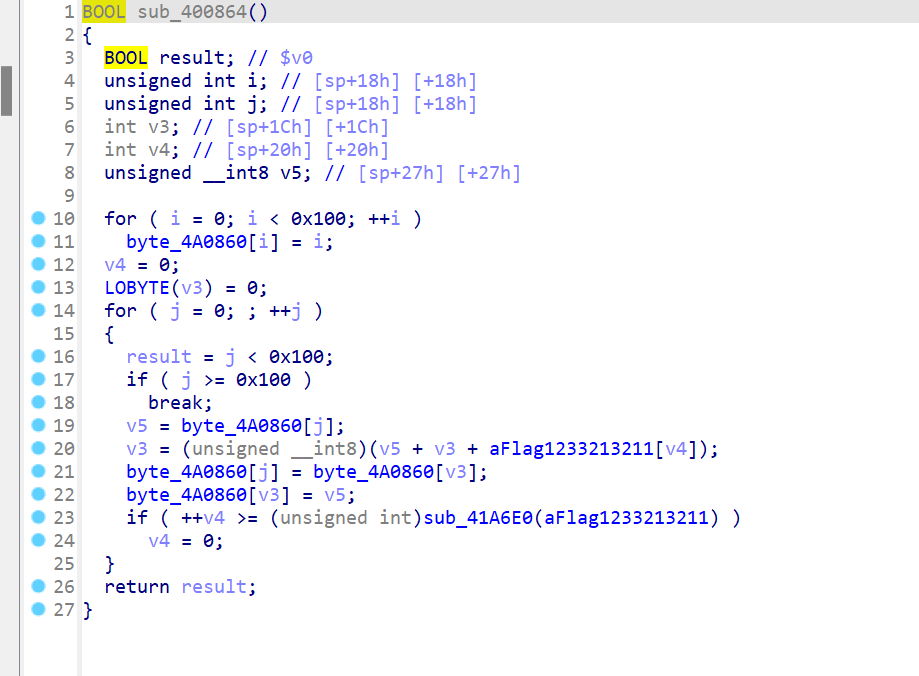 1 BOOL sub_400864()
2 {
3 BOOL result; // $v0
4 unsigned int i; // [sp+18h] [+18h]
5 unsigned int j; // [sp+18h] [+18h]
6 int v3; // [sp+1Ch] [+1Ch]
7 int v4; // [sp+20h] [+20h]
8 unsigned __int8 v5; // [sp+27h] [+27h]
9
10 for ( i = 0; i < 0x100; ++i )
11 byte_4A0860[i] = i;
12 v4 = 0;
13 LOBYTE(v3) = 0;
14 for ( j = 0; ; ++j )
15 {
16 result = j < 0x100;
17 if ( j >= 0x100 )
18 break;
19 v5 = byte_4A0860[j];
20 v3 = (unsigned __int8)(v5 + v3 + aFlag1233213211[v4]);
21 byte_4A0860[j] = byte_4A0860[v3];
22 byte_4A0860[v3] = v5;
23 if ( ++v4 >= (unsigned int)sub_41A6E0(aFlag1233213211) )
24 v4 = 0;
25 }
26 return result;
27 }